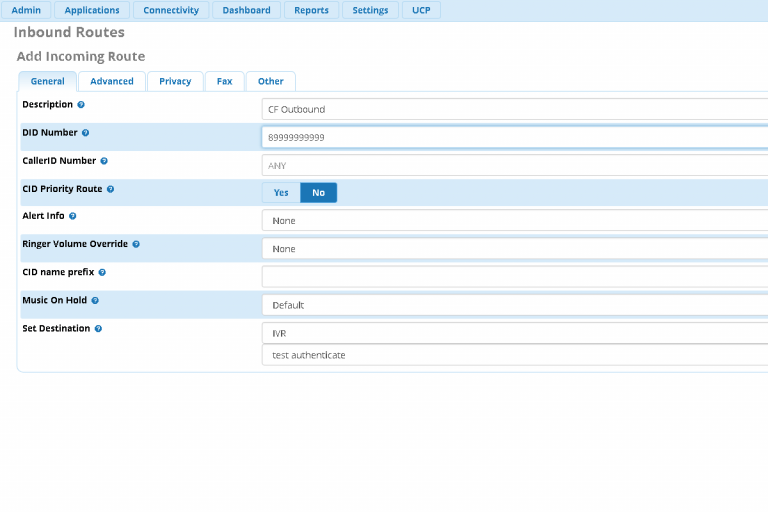 Admin Applications Connectivity Dashboard Reports Settings UCP
Inbound Routes
Add Incoming Route
General Advanced Privacy Fax Other
Description CF Outbound
DID Number 89999999999
CallerID Number ANY
CID Priority Route Yes No
Alert Info None
Ringer Volume Override None
CID name prefix
Music On Hold Default
Set Destination IVR
test authenticate